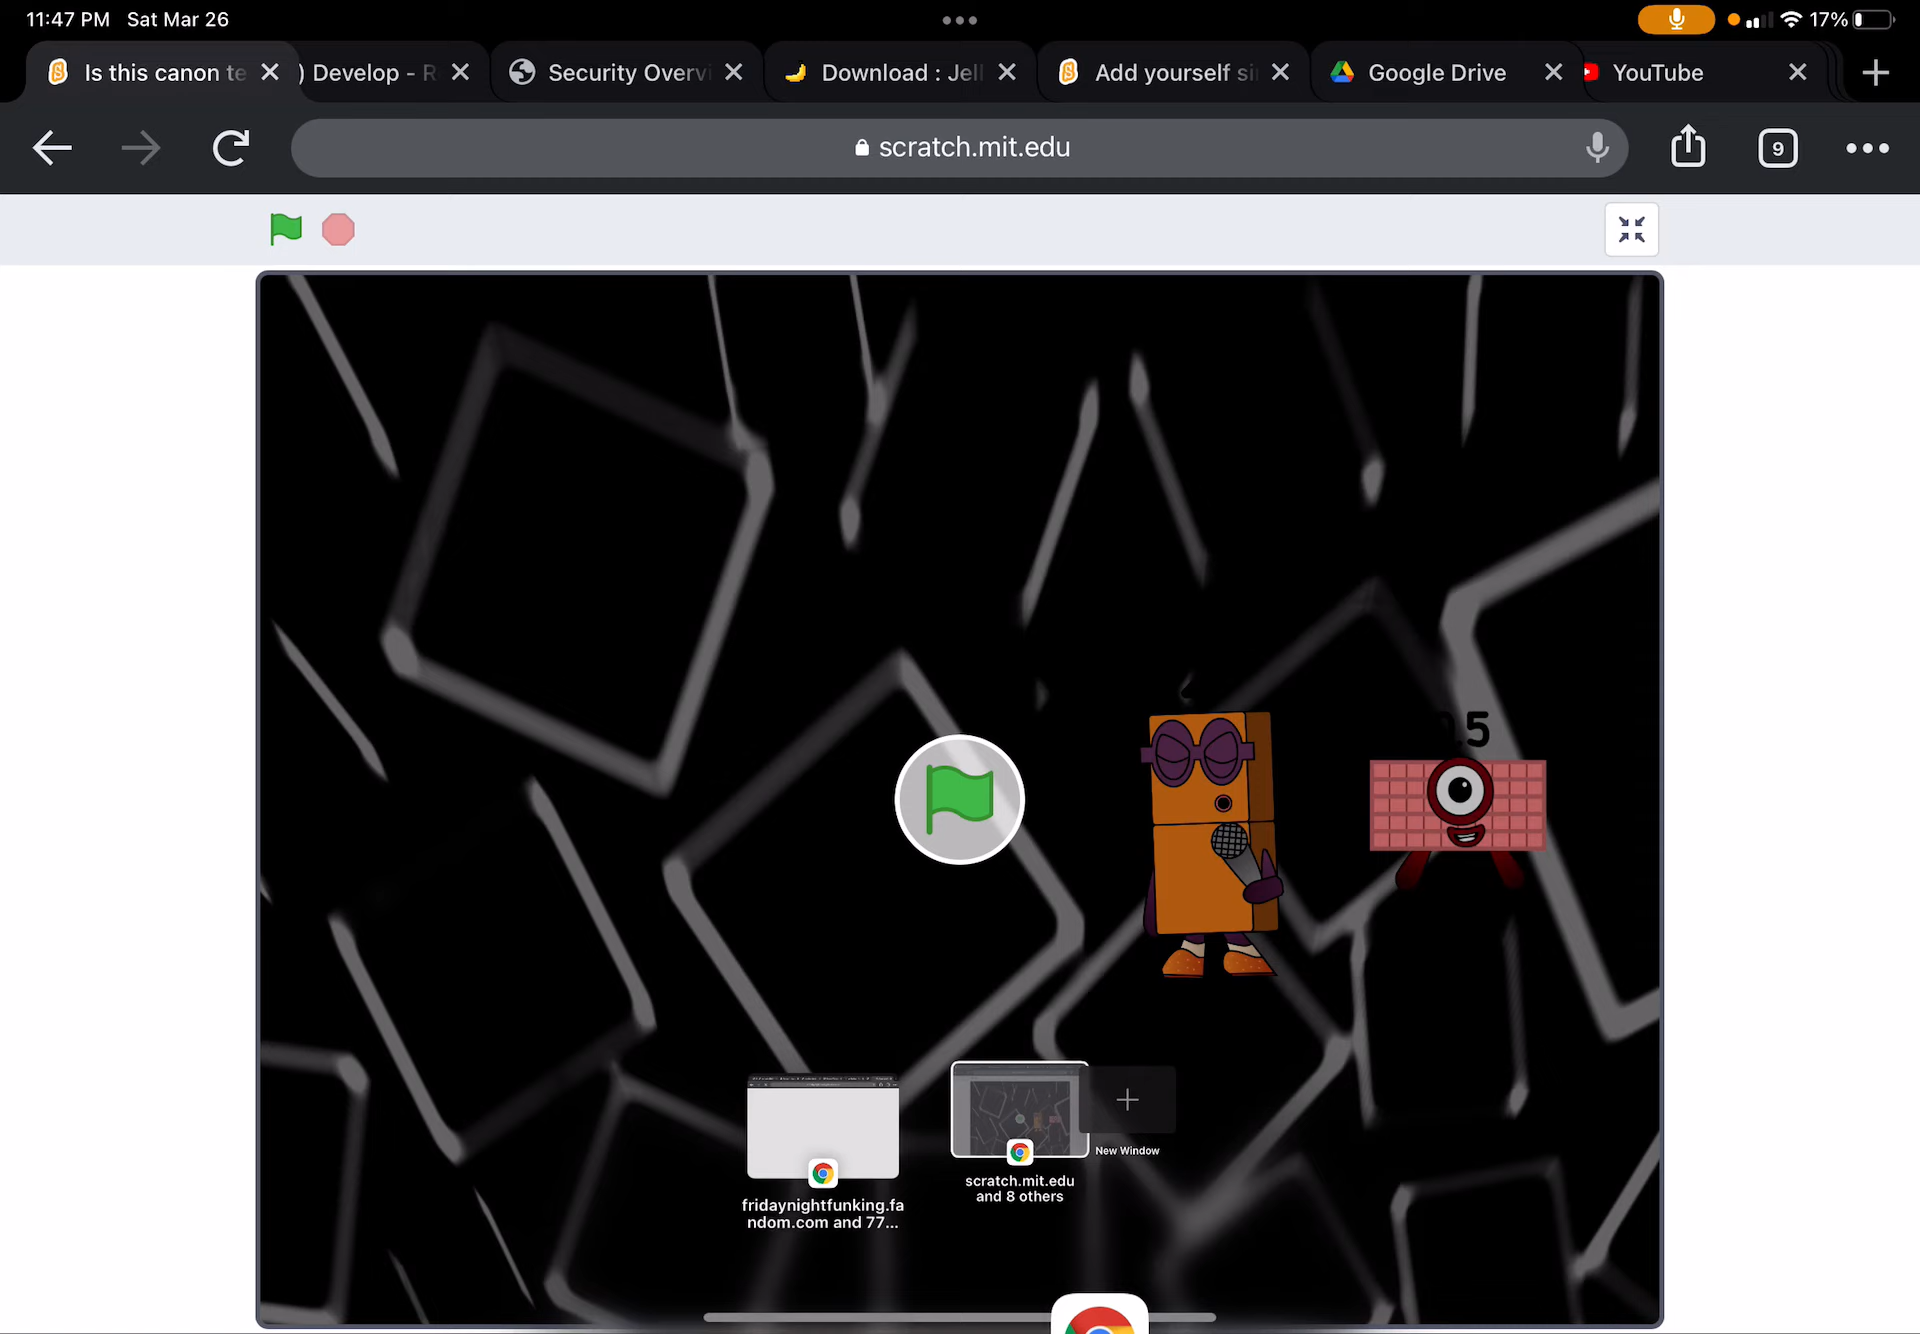 11:47 PM Sat Mar 26
17%
Is this canon te
) Develop - R
Security Overvi
Download : Jell
Add yourself si
Google Drive
YouTube
scratch.mit.edu
9
.5
New Window
scratch.mit.edu
and 8 others
fridaynightfunking.fa
ndom.com and 77...